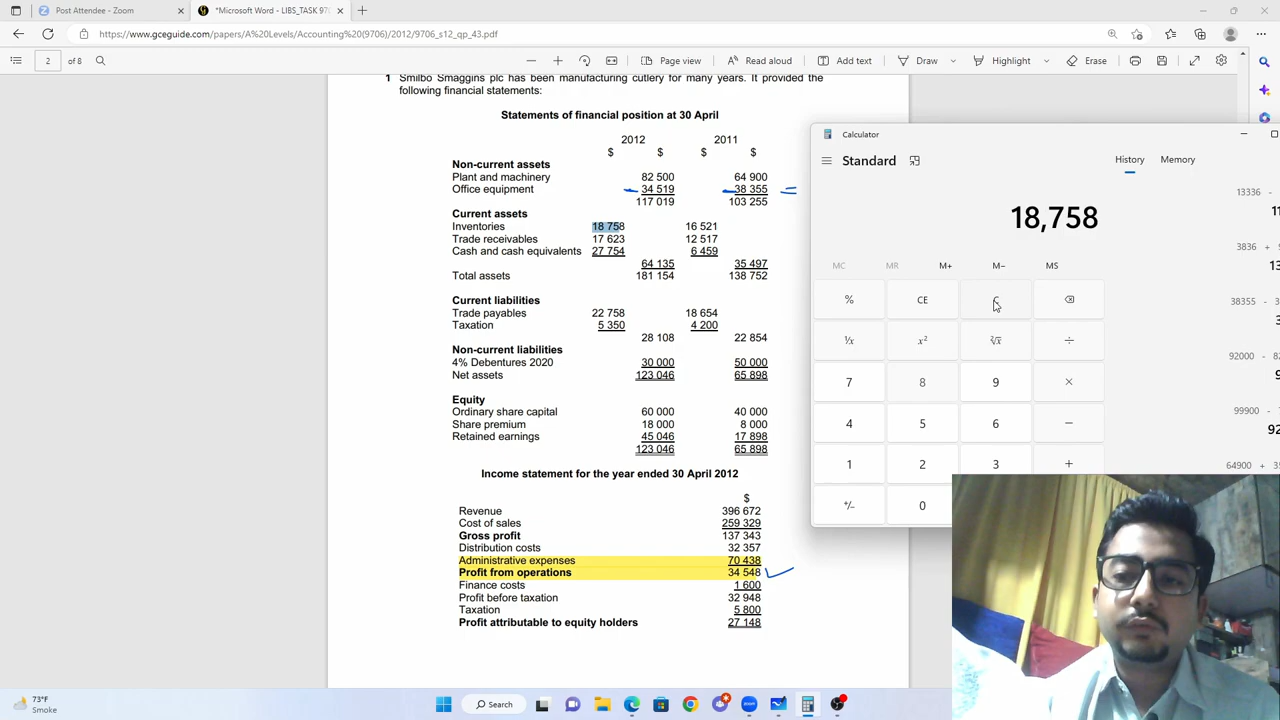 Post Attendee - Zoom
*Microsoft Word - LIBS_TASK 97
https://www.gceguide.com/papers/A%20Levels/Accounting%20(9706)/2012/9706_s12_qp_43.pdf
2 of 8
Page view
Read aloud
Add text
Draw
Highlight
Erase
1 Smilbo Smaggins plc has been manufacturing cutlery for many years. It provided the
following financial statements:
Statements of financial position at 30 April
2012 2011
$ $ $ $
Non-current assets
Plant and machinery 82 500 64 900
Office equipment 34 519 38 355
117 019 103 255
Current assets
Inventories 18 758 16 521
Trade receivables 17 623 12 517
Cash and cash equivalents 27 754 6 459
64 135 35 497
Total assets 181 154 138 752
Current liabilities
Trade payables 22 758 18 654
Taxation 5 350 4 200
28 108 22 854
Non-current liabilities
4% Debentures 2020 30 000 50 000
Net assets 123 046 65 898
Equity
Ordinary share capital 60 000 40 000
Share premium 18 000 8 000
Retained earnings 45 046 17 898
123 046 65 898
Income statement for the year ended 30 April 2012
$
Revenue 396 672
Cost of sales 259 329
Gross profit 137 343
Distribution costs 32 357
Administrative expenses 70 438
Profit from operations 34 548
Finance costs 1 600
Profit before taxation 32 948
Taxation 5 800
Profit attributable to equity holders 27 148
Calculator
Standard
History Memory
18,758
MC MR M+ M− MS
% CE C
¹/x x² ²√x ÷
7 8 9 ×
4 5 6 −
1 2 3 +
+/− 0
13336 -
3836 +
38355 -
92000 -
99900 -
64900 +
73°F
Smoke
Search
zoom